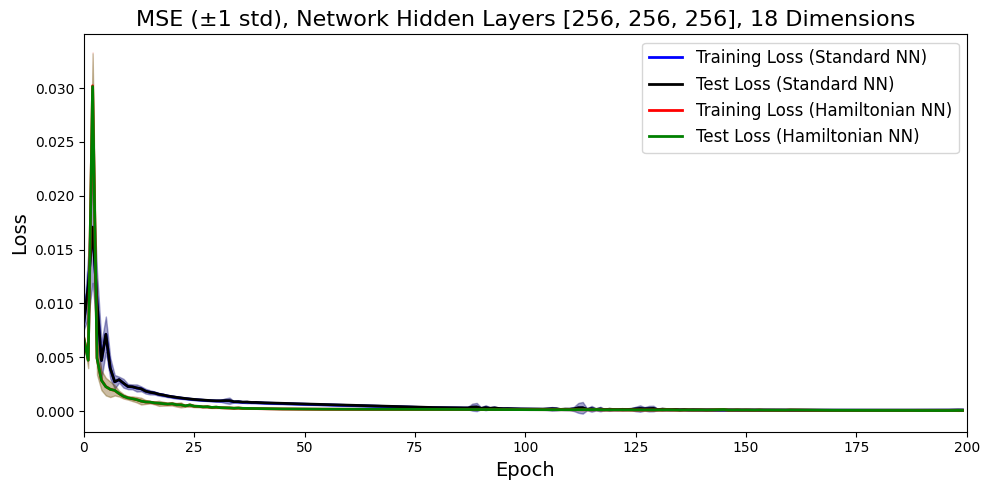 MSE (±1 std), Network Hidden Layers [256, 256, 256], 18 Dimensions
Training Loss (Standard NN)
Test Loss (Standard NN)
Training Loss (Hamiltonian NN)
Test Loss (Hamiltonian NN)
Loss
0.030
0.025
0.020
0.015
0.010
0.005
0.000
0 25 50 75 100 125 150 175 200
Epoch